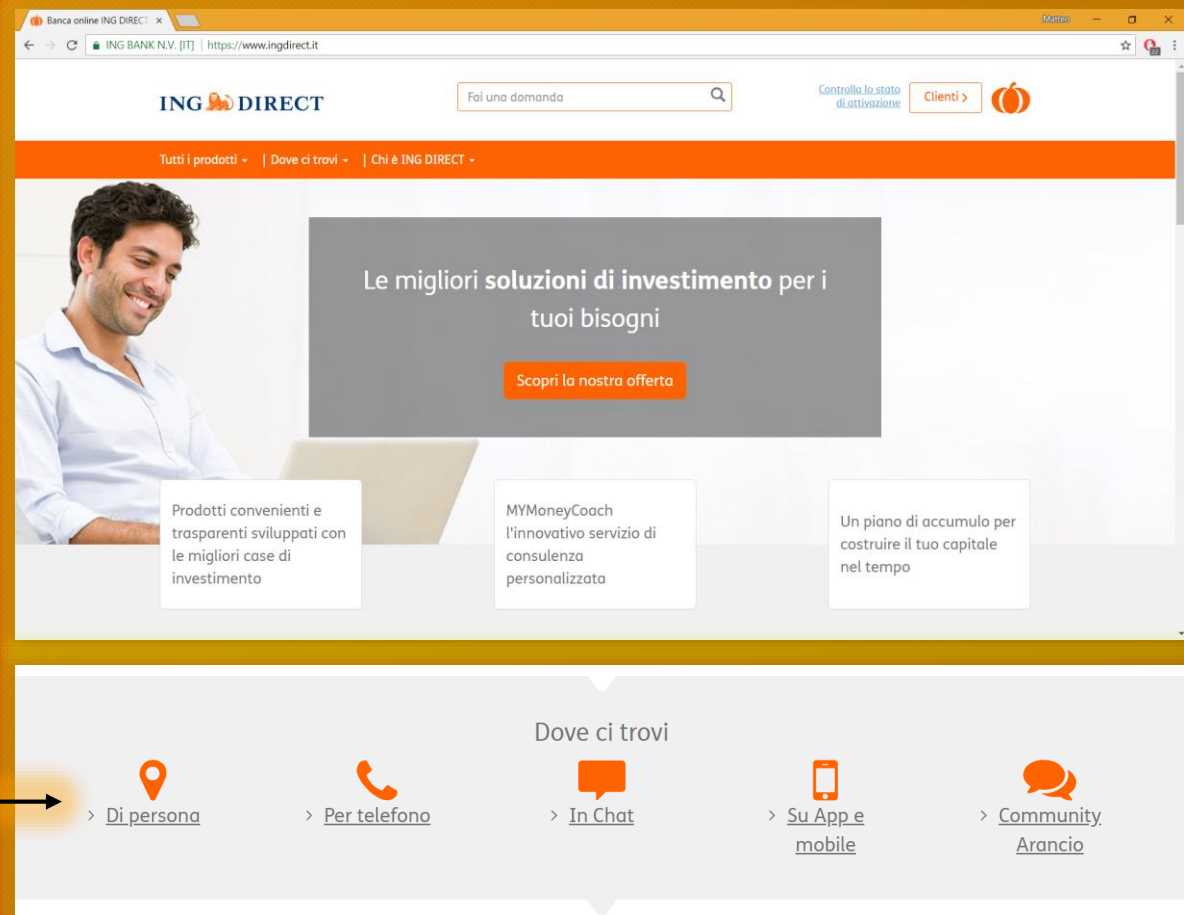 Banca online ING DIRECT
Matteo
ING BANK N.V. [IT] | https://www.ingdirect.it
ING DIRECT
Fai una domanda
Controlla lo stato
di attivazione
Clienti >
Tutti i prodotti
| Dove ci trovi
| Chi è ING DIRECT
Le migliori soluzioni di investimento per i
tuoi bisogni
Scopri la nostra offerta
Prodotti convenienti e
trasparenti sviluppati con
le migliori case di
investimento
MYMoneyCoach
l'innovativo servizio di
consulenza
personalizzata
Un piano di accumulo per
costruire il tuo capitale
nel tempo
Dove ci trovi
> Di persona
> Per telefono
> In Chat
> Su App e
mobile
> Community
Arancio